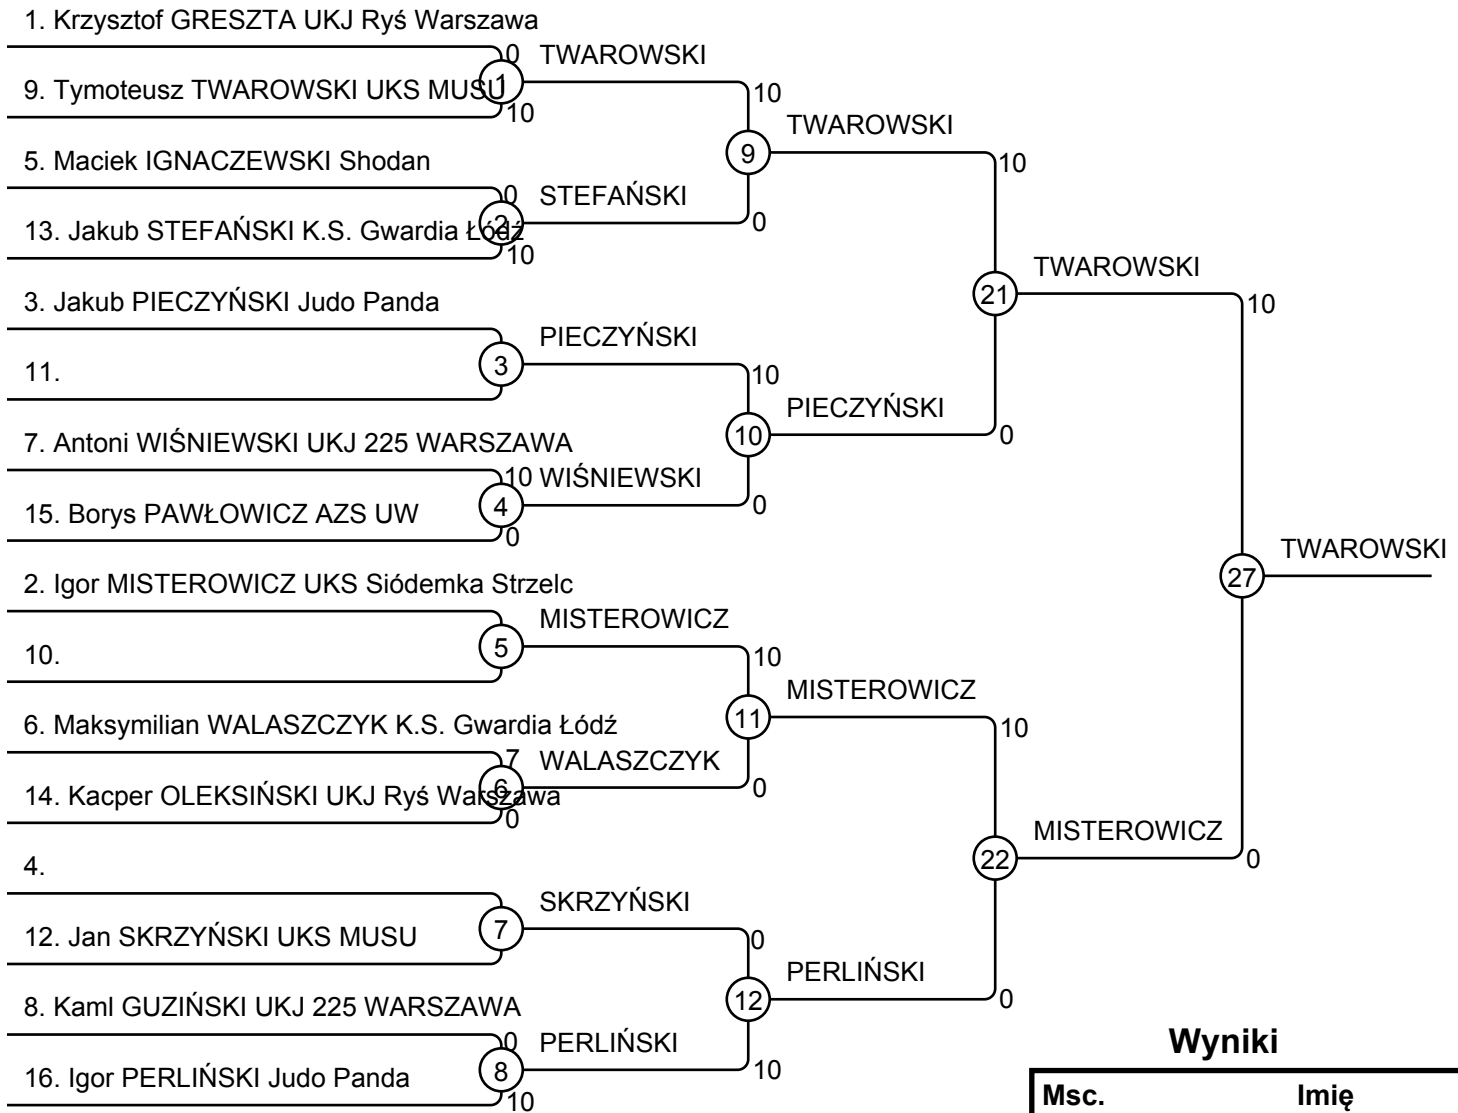 1. Krzysztof GRESZTA UKJ Ryś Warszawa
0
TWAROWSKI
1
9. Tymoteusz TWAROWSKI UKS MUSU
10
10
TWAROWSKI
9
5. Maciek IGNACZEWSKI Shodan
10
0
STEFAŃSKI
2
0
13. Jakub STEFAŃSKI K.S. Gwardia Łódź
10
TWAROWSKI
21
10
3. Jakub PIECZYŃSKI Judo Panda
PIECZYŃSKI
3
11.
10
PIECZYŃSKI
10
0
7. Antoni WIŚNIEWSKI UKJ 225 WARSZAWA
10
WIŚNIEWSKI
4
0
15. Borys PAWŁOWICZ AZS UW
0
TWAROWSKI
27
2. Igor MISTEROWICZ UKS Siódemka Strzelc
MISTEROWICZ
5
10.
10
MISTEROWICZ
11
6. Maksymilian WALASZCZYK K.S. Gwardia Łódź
10
7
WALASZCZYK
6
0
14. Kacper OLEKSIŃSKI UKJ Ryś Warszawa
0
MISTEROWICZ
22
0
4.
SKRZYŃSKI
7
12. Jan SKRZYŃSKI UKS MUSU
0
PERLIŃSKI
12
0
8. Kaml GUZIŃSKI UKJ 225 WARSZAWA
0
PERLIŃSKI
8
10
16. Igor PERLIŃSKI Judo Panda
10
Wyniki
Msc. Imię